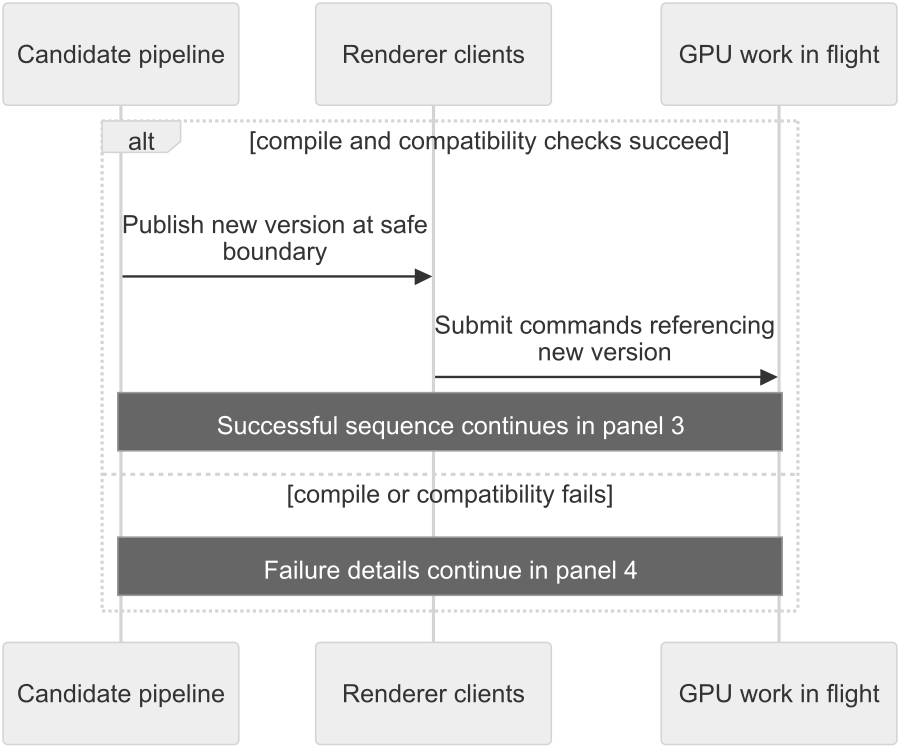 Candidate pipeline
Renderer clients
GPU work in flight
alt
[compile and compatibility checks succeed]
Publish new version at safe
boundary
Submit commands referencing
new version
Successful sequence continues in panel 3
[compile or compatibility fails]
Failure details continue in panel 4
Candidate pipeline
Renderer clients
GPU work in flight